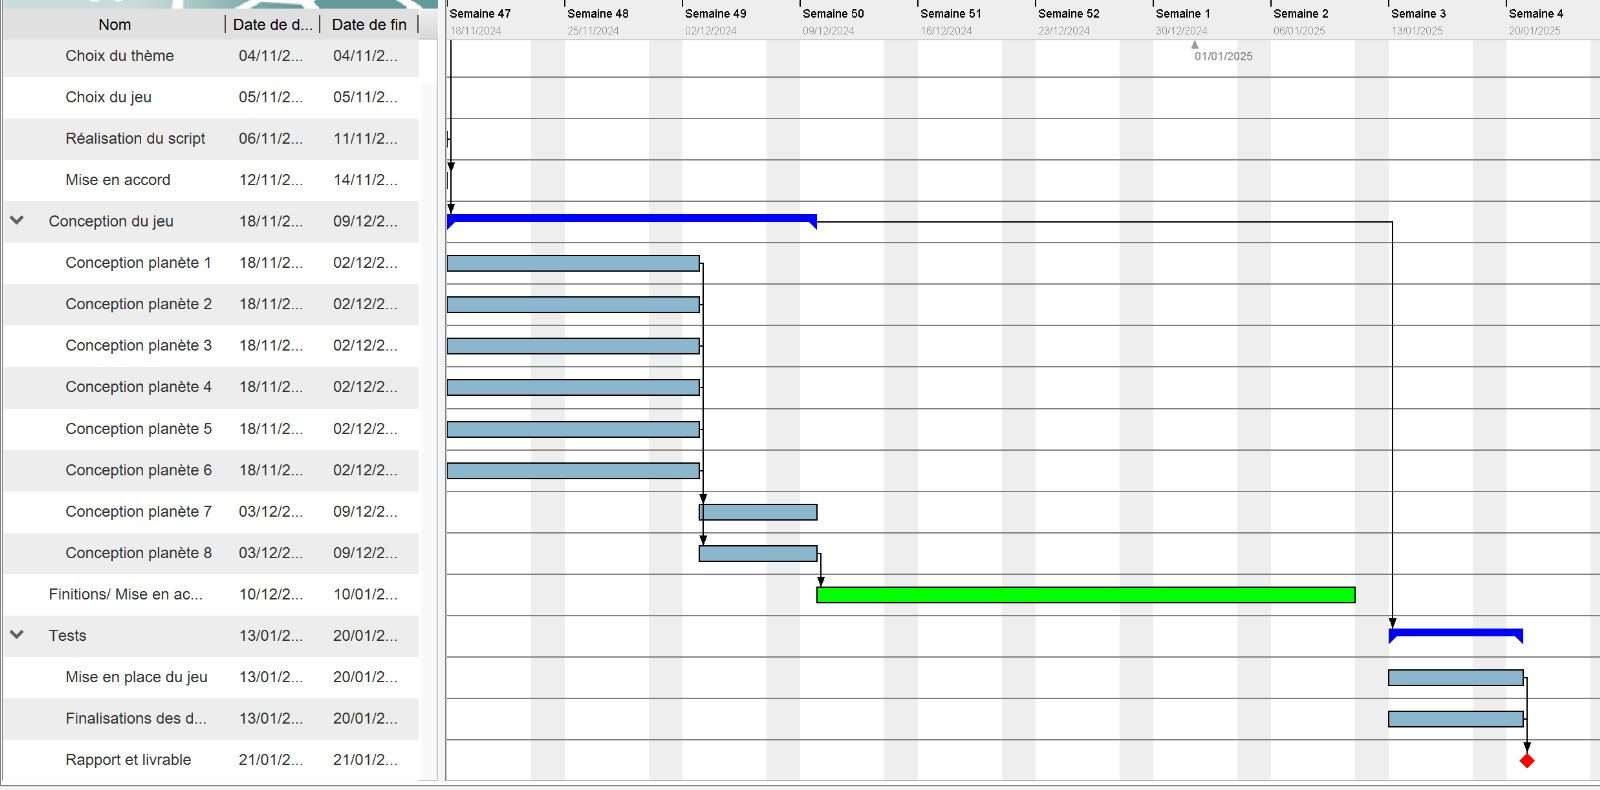 Nom Date de d... Date de fin
Semaine 47 Semaine 48 Semaine 49 Semaine 50 Semaine 51 Semaine 52 Semaine 1 Semaine 2 Semaine 3 Semaine 4
18/11/2024 25/11/2024 02/12/2024 09/12/2024 16/12/2024 23/12/2024 30/12/2024 06/01/2025 13/01/2025 20/01/2025
01/01/2025
Choix du thème 04/11/2... 04/11/2...
Choix du jeu 05/11/2... 05/11/2...
Réalisation du script 06/11/2... 11/11/2...
Mise en accord 12/11/2... 14/11/2...
Conception du jeu 18/11/2... 09/12/2...
Conception planète 1 18/11/2... 02/12/2...
Conception planète 2 18/11/2... 02/12/2...
Conception planète 3 18/11/2... 02/12/2...
Conception planète 4 18/11/2... 02/12/2...
Conception planète 5 18/11/2... 02/12/2...
Conception planète 6 18/11/2... 02/12/2...
Conception planète 7 03/12/2... 09/12/2...
Conception planète 8 03/12/2... 09/12/2...
Finitions/ Mise en ac... 10/12/2... 10/01/2...
Tests 13/01/2... 20/01/2...
Mise en place du jeu 13/01/2... 20/01/2...
Finalisations des d... 13/01/2... 20/01/2...
Rapport et livrable 21/01/2... 21/01/2...